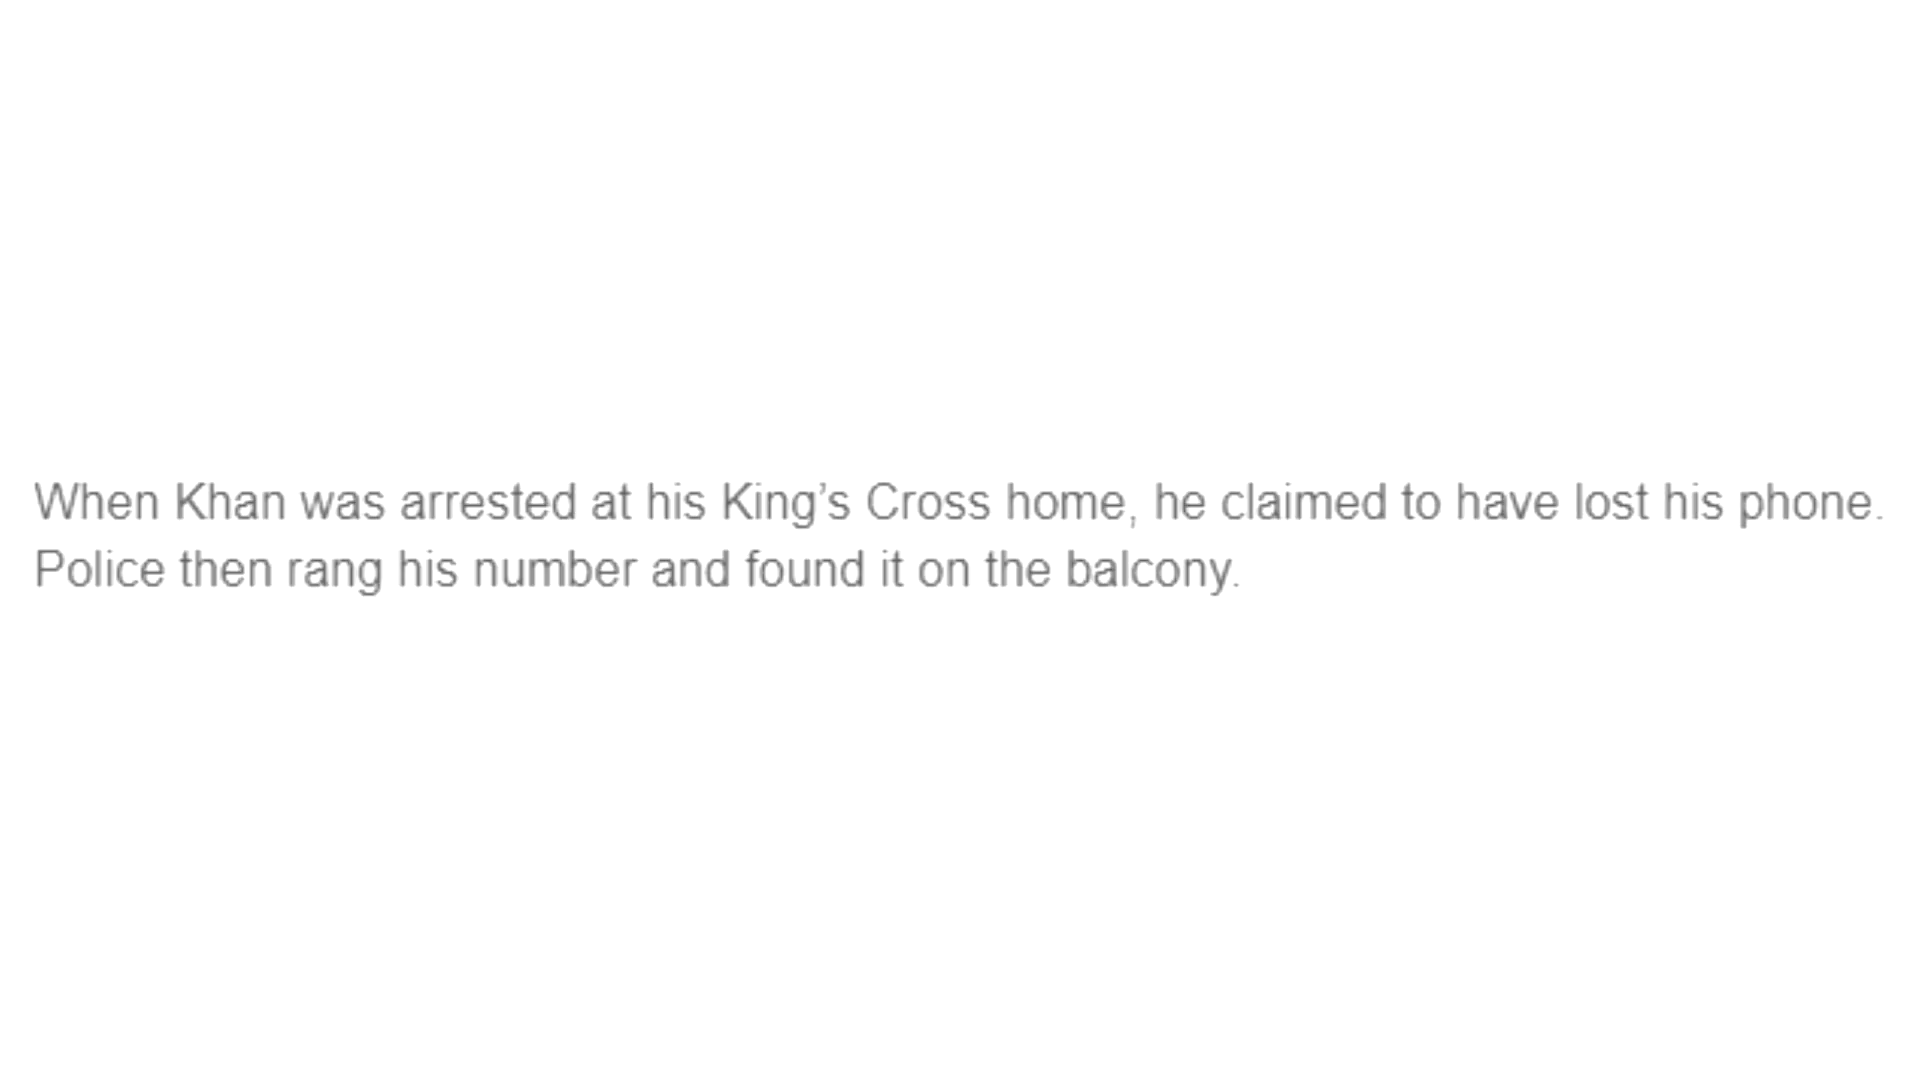 When Khan was arrested at his King’s Cross home, he claimed to have lost his phone.
Police then rang his number and found it on the balcony.